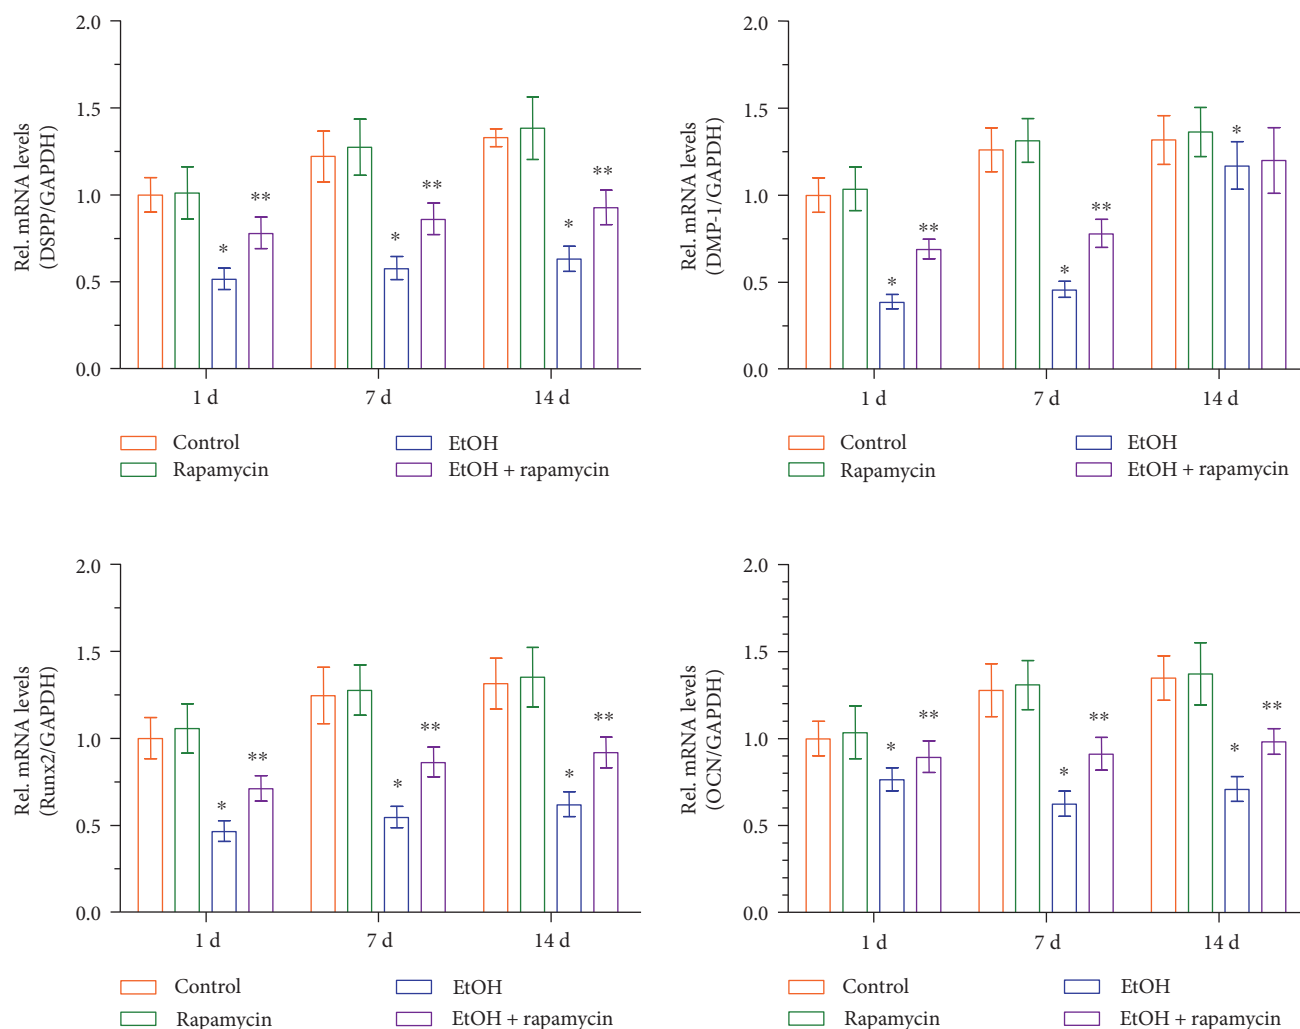 Rel. mRNA levels
(DSPP/GAPDH)
2.0
1.5
1.0
0.5
0.0
*
**
*
**
*
**
1 d
7 d
14 d
Control
EtOH
Rapamycin
EtOH + rapamycin
Rel. mRNA levels
(DMP-1/GAPDH)
2.0
1.5
1.0
0.5
0.0
*
**
*
**
*
1 d
7 d
14 d
Control
EtOH
Rapamycin
EtOH + rapamycin
Rel. mRNA levels
(Runx2/GAPDH)
2.0
1.5
1.0
0.5
0.0
*
**
*
**
*
**
1 d
7 d
14 d
Control
EtOH
Rapamycin
EtOH + rapamycin
Rel. mRNA levels
(OCN/GAPDH)
2.0
1.5
1.0
0.5
0.0
*
**
*
**
*
**
1 d
7 d
14 d
Control
EtOH
Rapamycin
EtOH + rapamycin